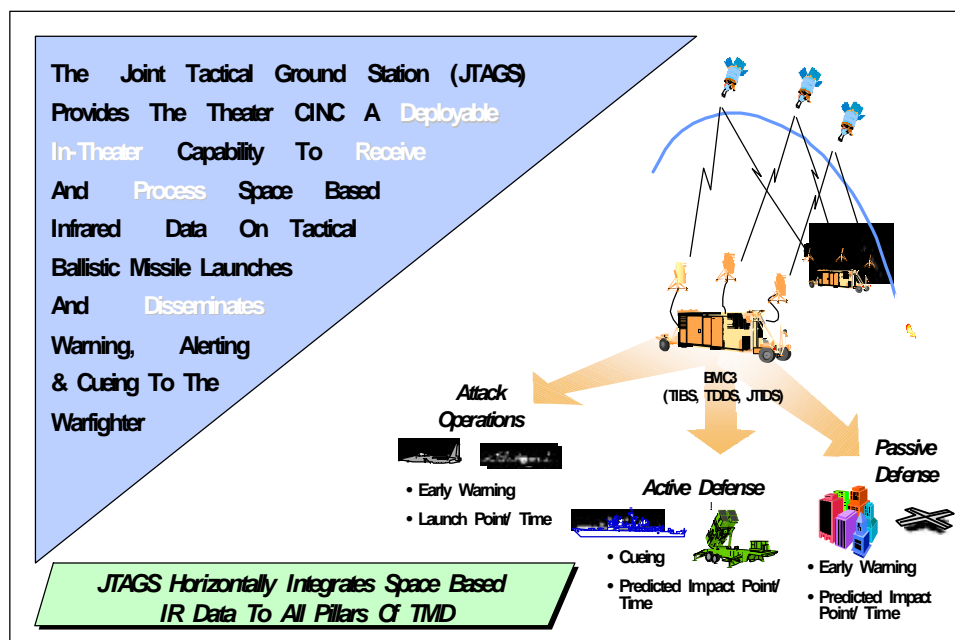 The Joint Tactical Ground Station (JTAGS)
Provides The Theater CINC A Deployable
In-Theater Capability To Receive
And Process Space Based
Infrared Data On Tactical
Ballistic Missile Launches
And Disseminates
Warning, Alerting
& Cueing To The
Warfighter
BMC3
(TIBS, TDDS, JTIDS)
Attack
Operations
• Early Warning
• Launch Point/ Time
Active Defense
• Cueing
• Predicted Impact Point/
Time
Passive
Defense
• Early Warning
• Predicted Impact
Point/ Time
JTAGS Horizontally Integrates Space Based
IR Data To All Pillars Of TMD